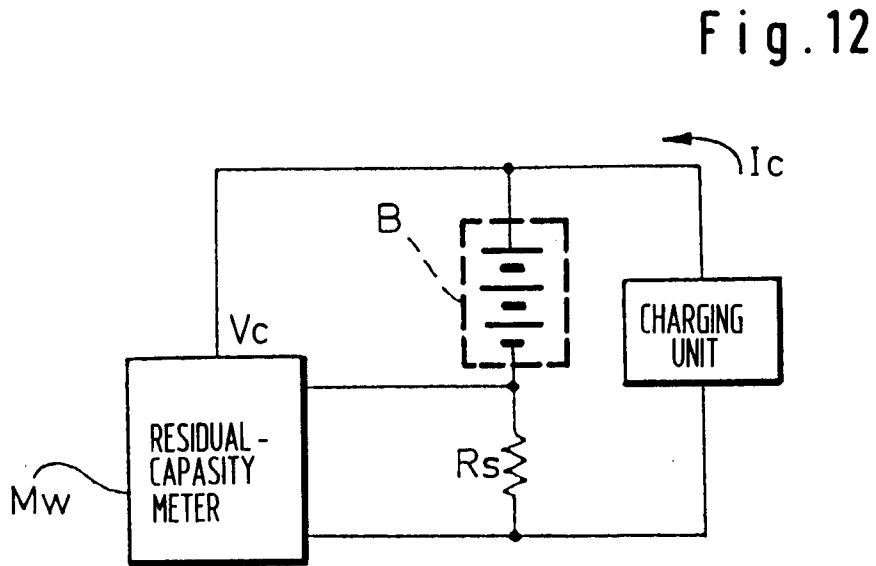 Fig.12
Ic
B
CHARGING
UNIT
Vc
RESIDUAL-
CAPASITY
METER
Rs
Mw